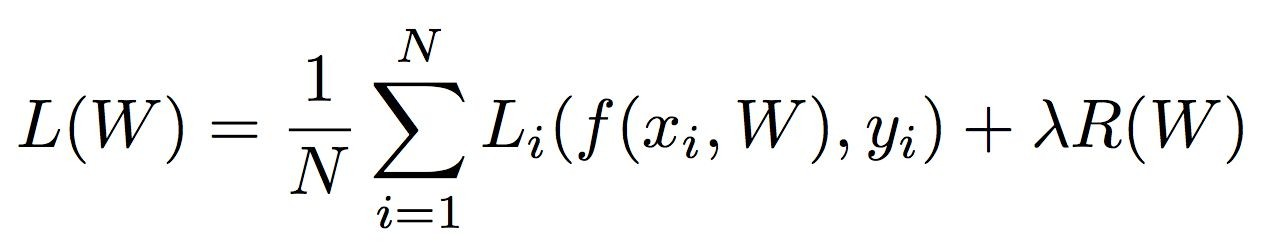 L(W) = \frac{1}{N} \sum_{i=1}^{N} L_i(f(x_i, W), y_i) + \lambda R(W)